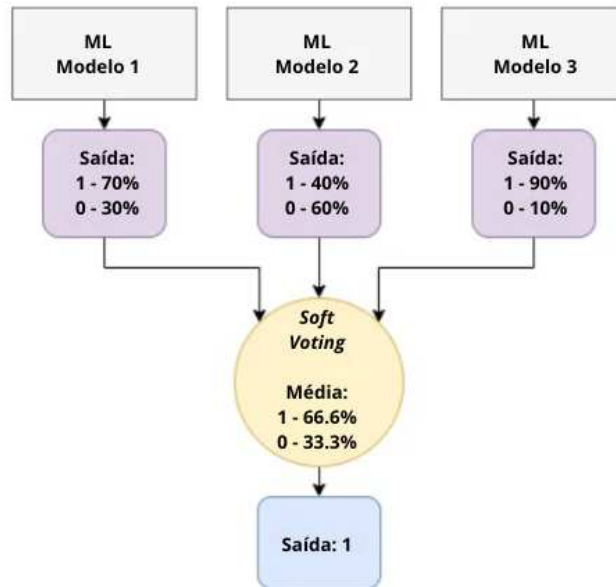 ML
Modelo 1
ML
Modelo 2
ML
Modelo 3
Saída:
1 - 70%
0 - 30%
Saída:
1 - 40%
0 - 60%
Saída:
1 - 90%
0 - 10%
Soft
Voting
Média:
1 - 66.6%
0 - 33.3%
Saída: 1